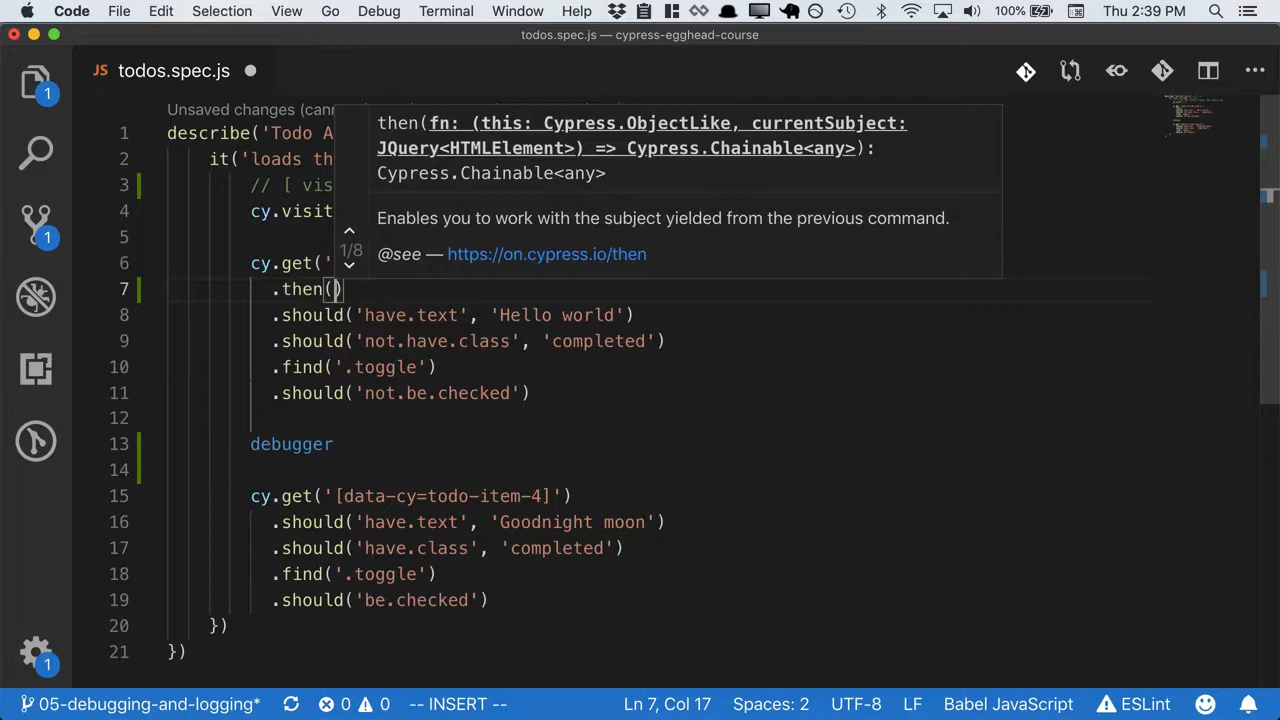 Code File Edit Selection View Go Debug Terminal Window Help 100% Thu 2:39 PM
todos.spec.js — cypress-egghead-course
JS todos.spec.js
Unsaved changes (can
1 describe('Todo A
2 it('loads th
3 // [ vis
4 cy.visit
5
6 cy.get('
7 .then()
8 .should('have.text', 'Hello world')
9 .should('not.have.class', 'completed')
10 .find('.toggle')
11 .should('not.be.checked')
12
13 debugger
14
15 cy.get('[data-cy=todo-item-4]')
16 .should('have.text', 'Goodnight moon')
17 .should('have.class', 'completed')
18 .find('.toggle')
19 .should('be.checked')
20 })
21 })
then(fn: (this: Cypress.ObjectLike, currentSubject:
JQuery<HTMLElement>) => Cypress.Chainable<any>):
Cypress.Chainable<any>
Enables you to work with the subject yielded from the previous command.
1/8
@see — https://on.cypress.io/then
1
1
1
05-debugging-and-logging* 0 0 -- INSERT -- Ln 7, Col 17 Spaces: 2 UTF-8 LF Babel JavaScript ESLint